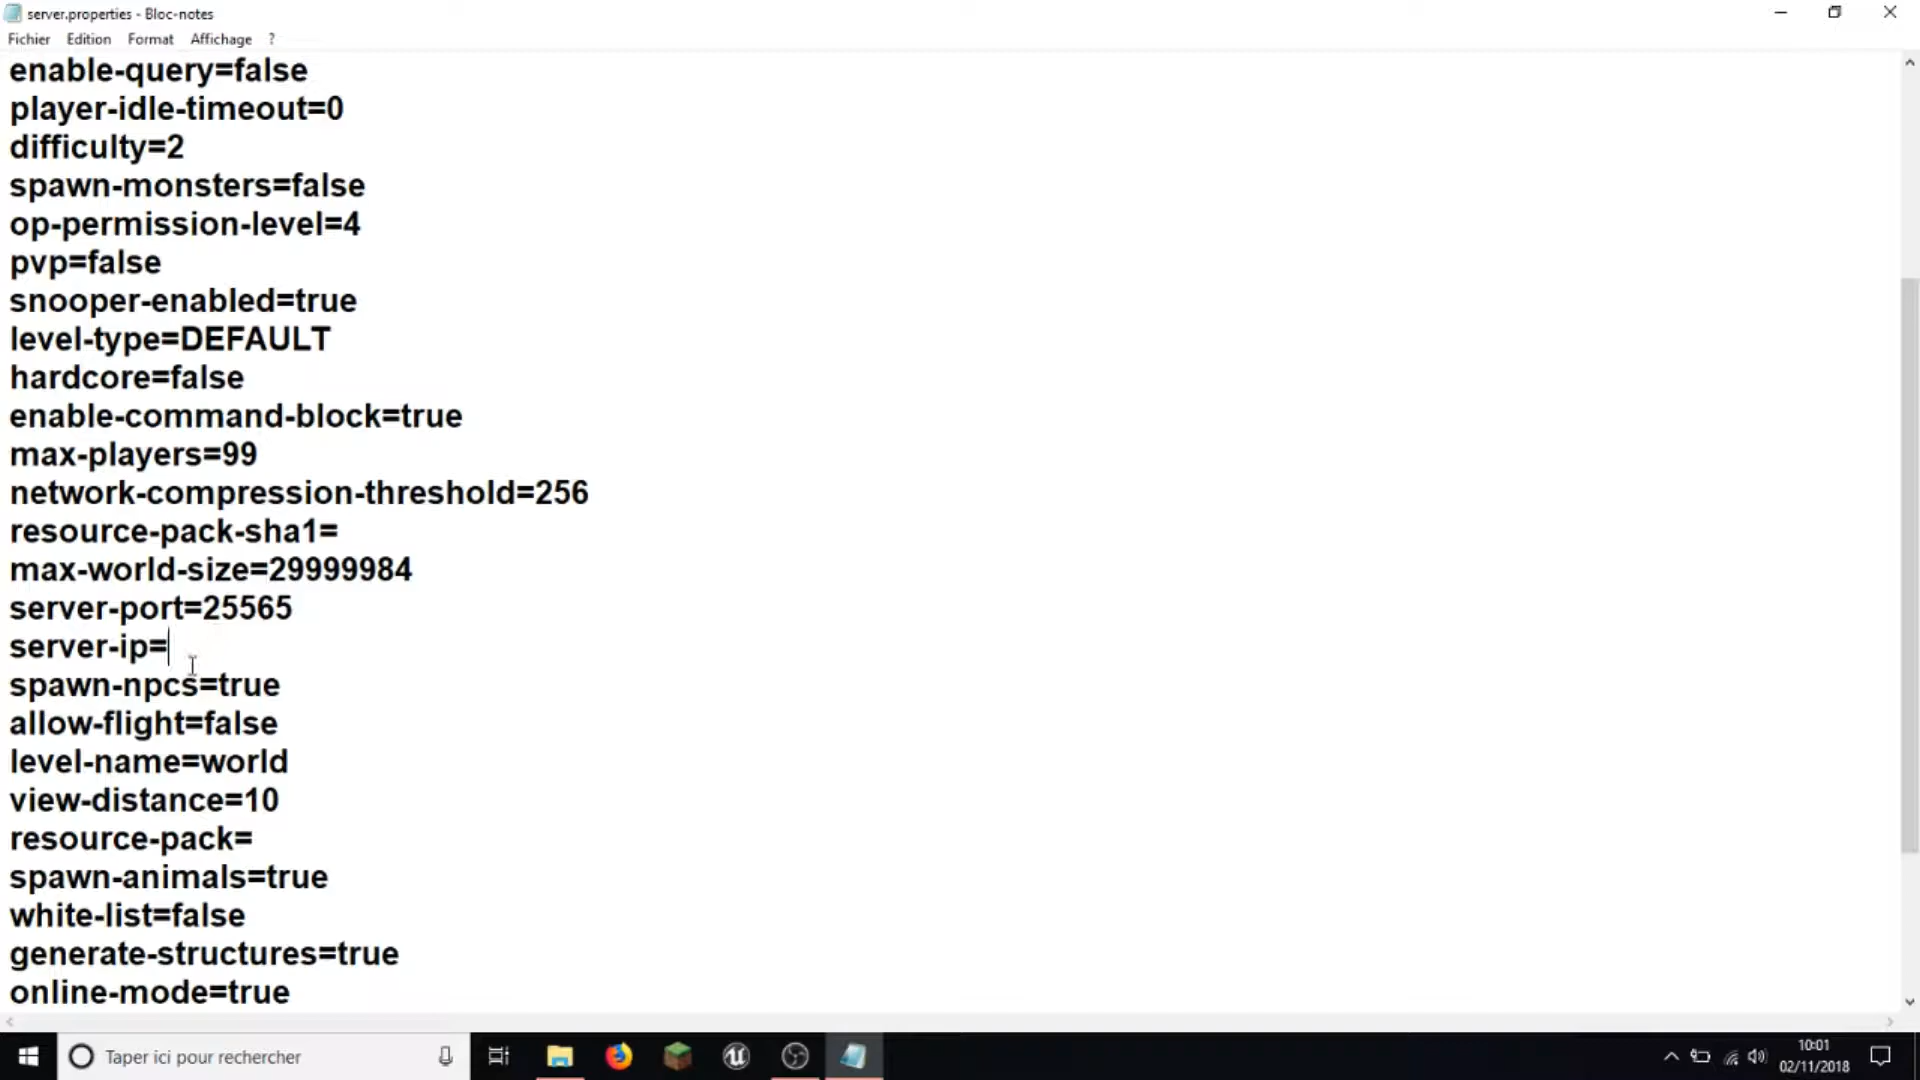 server.properties - Bloc-notes
Fichier Edition Format Affichage ?
enable-query=false
player-idle-timeout=0
difficulty=2
spawn-monsters=false
op-permission-level=4
pvp=false
snooper-enabled=true
level-type=DEFAULT
hardcore=false
enable-command-block=true
max-players=99
network-compression-threshold=256
resource-pack-sha1=
max-world-size=29999984
server-port=25565
server-ip=
spawn-npcs=true
allow-flight=false
level-name=world
view-distance=10
resource-pack=
spawn-animals=true
white-list=false
generate-structures=true
online-mode=true
Taper ici pour rechercher
10:01
02/11/2018